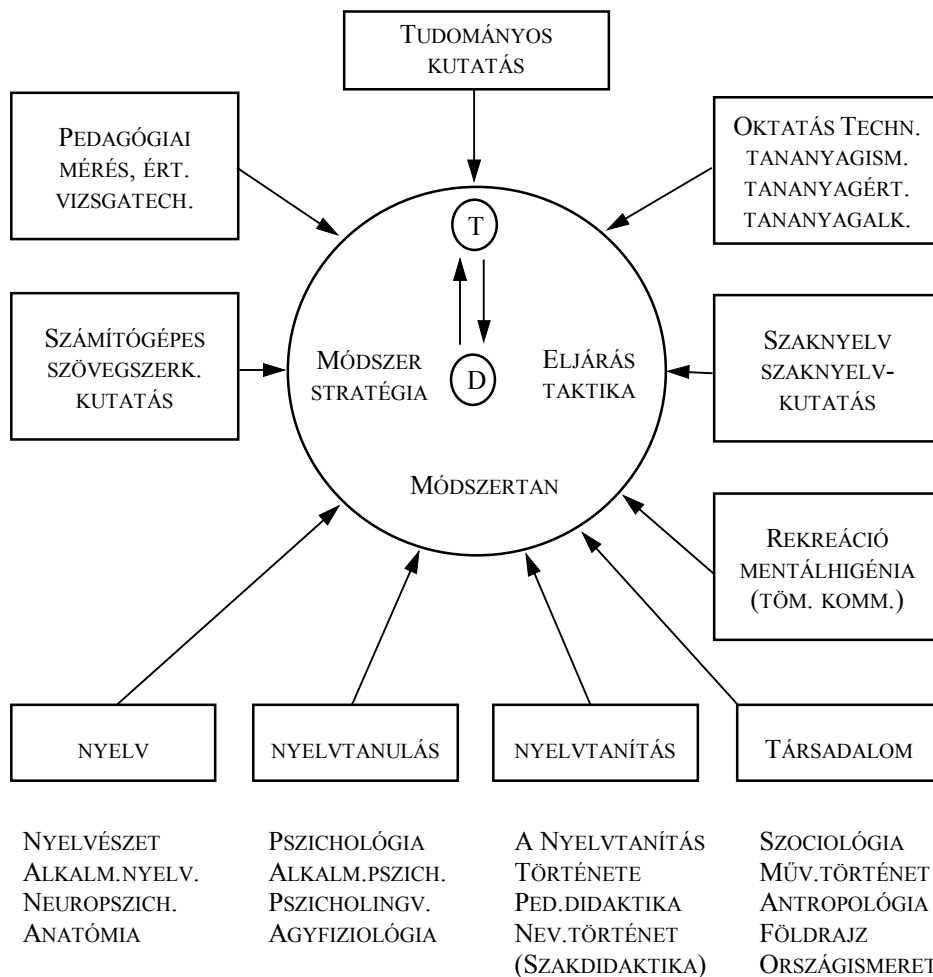 TUDOMÁNYOS
KUTATÁS
PEDAGÓGIAI
MÉRÉS, ÉRT.
VIZSGATECH.
OKTATÁS TECHN.
TANANYAGISM.
TANANYAGÉRT.
TANANYAGALK.
T
SZÁMÍTÓGÉPES
SZÖVEGSZERK.
KUTATÁS
MÓDSZER
STRATÉGIA
D
ELJÁRÁS
TAKTIKA
SZAKNYELV
SZAKNYELV-
KUTATÁS
MÓDSZERTAN
REKREÁCIÓ
MENTÁLHIGÉNIA
(TÖM. KOMM.)
NYELV
NYELVTANULÁS
NYELVTANÍTÁS
TÁRSADALOM
NYELVÉSZET
ALKALM.NYELV.
NEUROPSZICH.
ANATÓMIA
PSZICHOLÓGIA
ALKALM.PSZICH.
PSZICHOLINGV.
AGYFIZIOLÓGIA
A NYELVTANÍTÁS
TÖRTÉNETE
PED.DIDAKTIKA
NEV.TÖRTÉNET
(SZAKDIDAKTIKA)
SZOCIOLÓGIA
MŰV.TÖRTÉNET
ANTROPOLÓGIA
FÖLDRAJZ
ORSZÁGISMERET